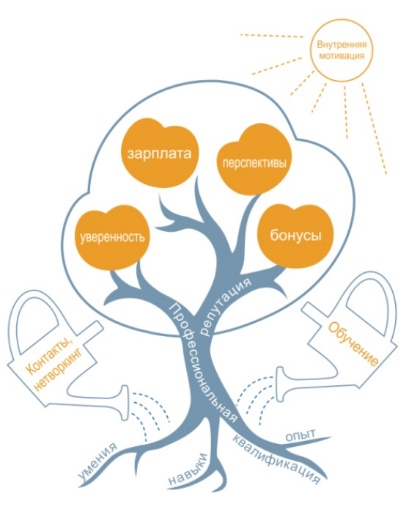 Внутренняя
мотивация
зарплата
перспективы
уверенность
бонусы
Профессиональная
репутация
Контакты,
нетворкинг
Обучение
умения
навыки
квалификация
опыт